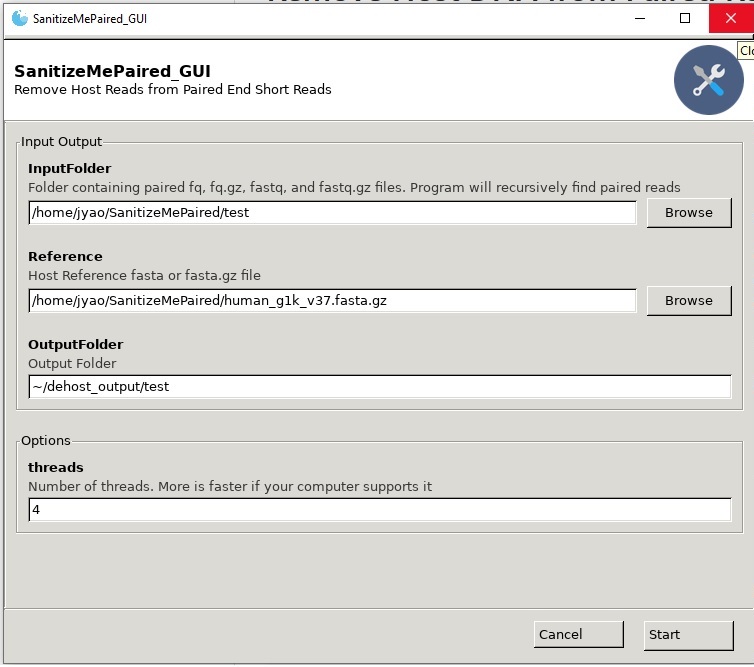 SanitizeMePaired_GUI
SanitizeMePaired_GUI
Remove Host Reads from Paired End Short Reads
Input Output
InputFolder
Folder containing paired fq, fq.gz, fastq, and fastq.gz files. Program will recursively find paired reads
/home/jyao/SanitizeMePaired/test
Browse
Reference
Host Reference fasta or fasta.gz file
/home/jyao/SanitizeMePaired/human_g1k_v37.fasta.gz
Browse
OutputFolder
Output Folder
~/dehost_output/test
Options
threads
Number of threads. More is faster if your computer supports it
4
Cancel
Start